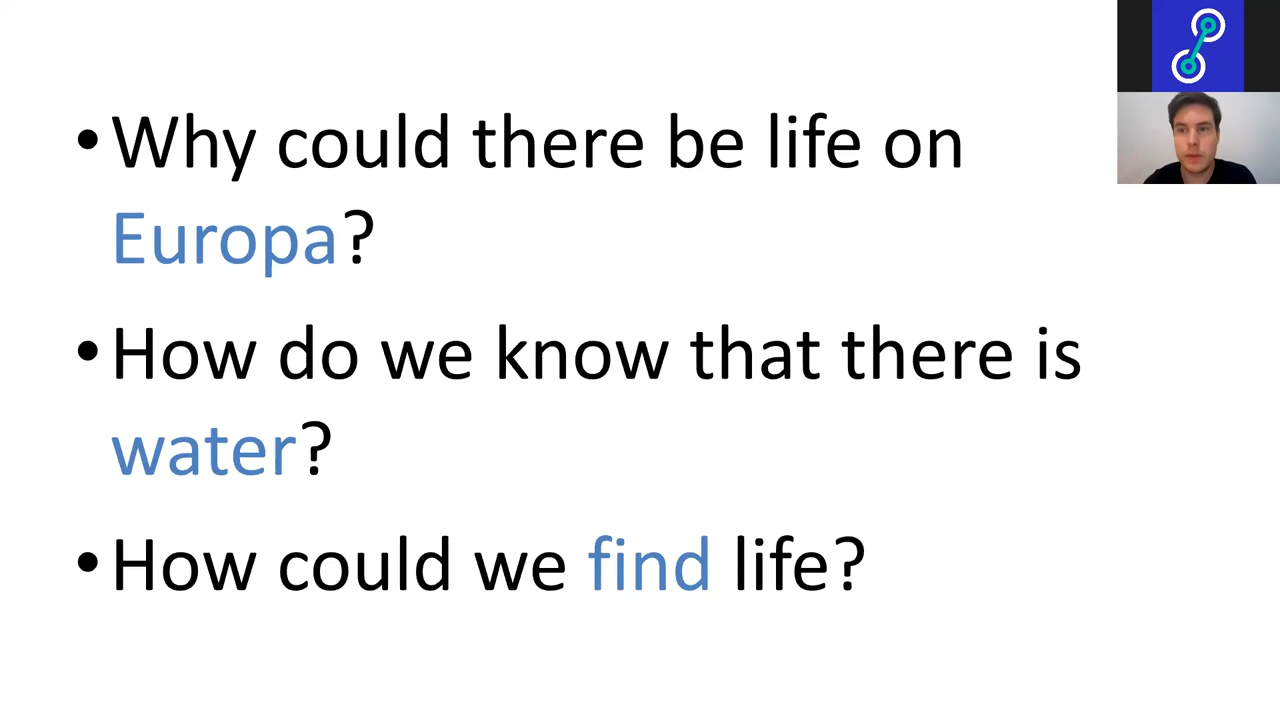 • Why could there be life on
Europa?
• How do we know that there is
water?
• How could we find life?